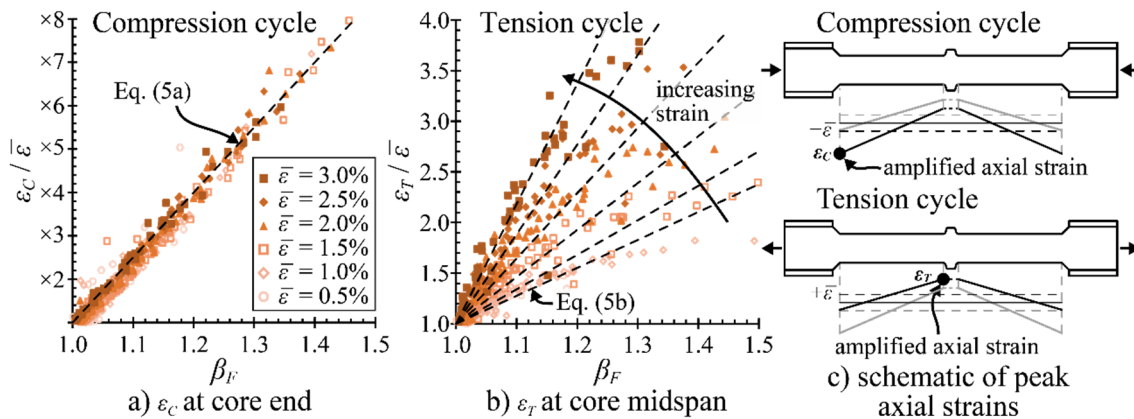 Compression cycle
×8
×7
×6
×5
×4
×3
×2
1
ε_C / ε̅
Eq. (5a)
ε̅ = 3.0%
ε̅ = 2.5%
ε̅ = 2.0%
ε̅ = 1.5%
ε̅ = 1.0%
ε̅ = 0.5%
1.0 1.1 1.2 1.3 1.4 1.5
β_F
a) ε_C at core end
Tension cycle
4.0
3.5
3.0
2.5
2.0
1.5
1.0
ε_T / ε̅
increasing
strain
Eq. (5b)
1.0 1.1 1.2 1.3 1.4 1.5
β_F
b) ε_T at core midspan
Compression cycle
−ε̅
ε_C
amplified axial strain
Tension cycle
ε_T
+ε̅
amplified axial strain
c) schematic of peak
axial strains